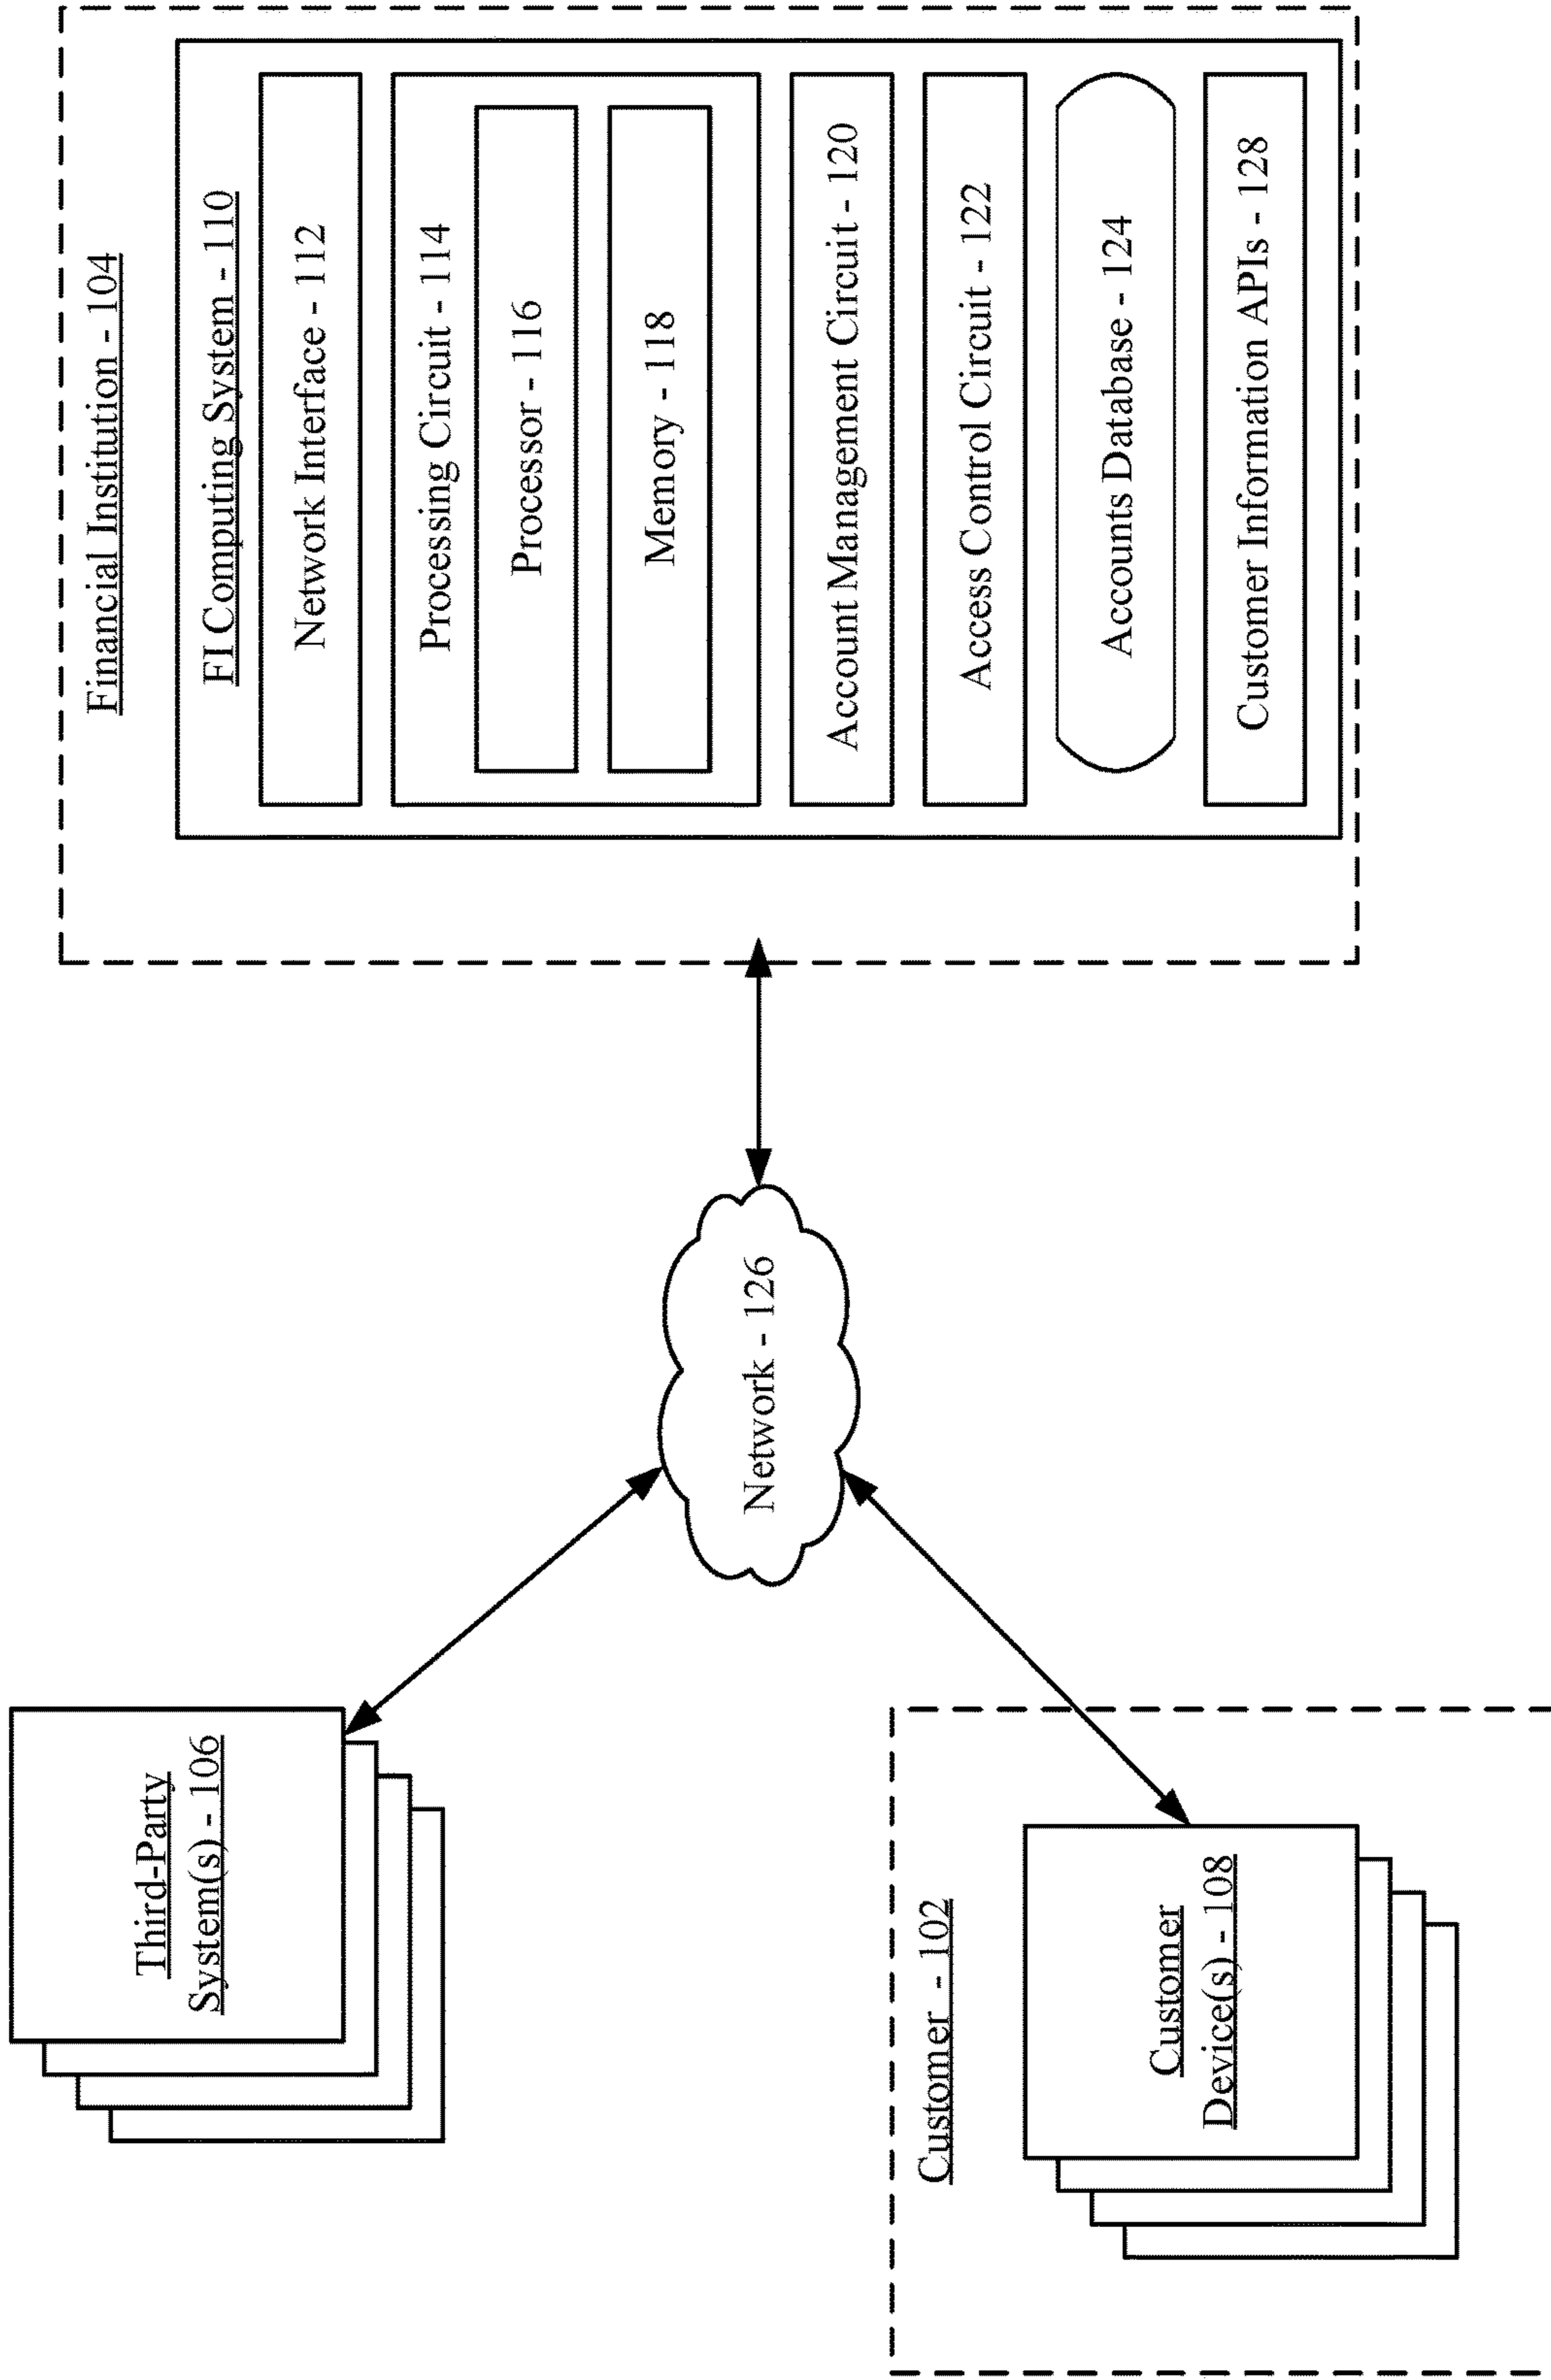 Third-Party
System(s) - 106
Customer - 102
Customer
Device(s) - 108
Network - 126
Financial Institution - 104
FI Computing System - 110
Network Interface - 112
Processing Circuit - 114
Processor - 116
Memory - 118
Account Management Circuit - 120
Access Control Circuit - 122
Accounts Database - 124
Customer Information APIs - 128